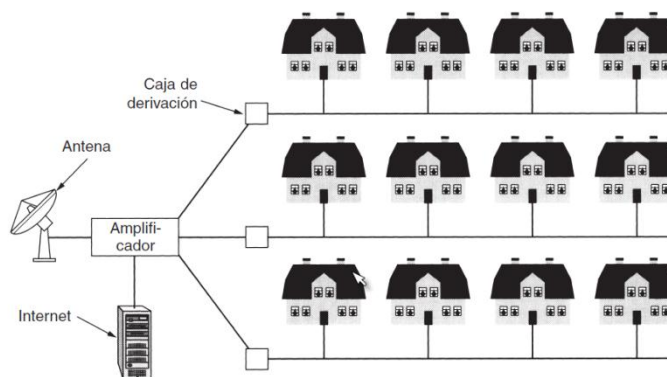 Caja de
derivación
Antena
Amplifi-
cador
Internet